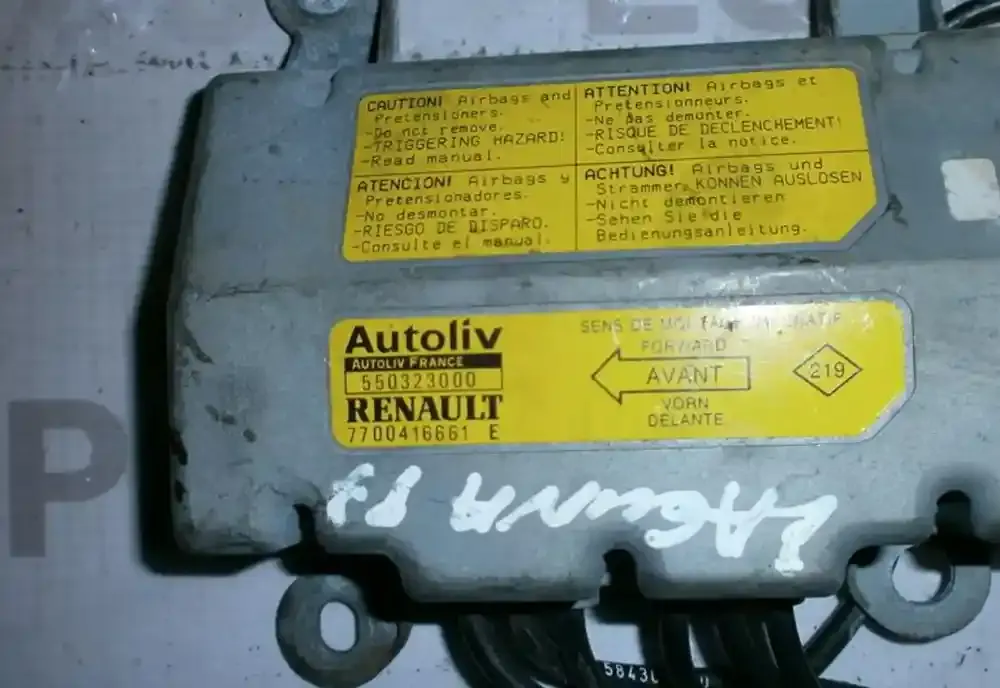 CAUTION! Airbags and
Pretensioners.
-Do not remove.
-TRIGGERING HAZARD!
-Read manual.
ATTENTION! Airbags et
Pretensionneurs.
-Ne pas demonter.
-RISQUE DE DECLENCHEMENT!
-Consulter la notice.
ATENCION! Airbags y
Pretensionadores.
-No desmontar.
-RIESGO DE DISPARO.
-Consulte el manual.
ACHTUNG! Airbags und
Strammer KONNEN AUSLOSEN
-Nicht demontieren
-Sehen Sie die
Bedienungsanleitung.
Autoliv
AUTOLIV FRANCE
550323000
RENAULT
7700416661 E
SENS DE
FORWARD
AVANT
VORN
DELANTE
219
LAGUNA
P